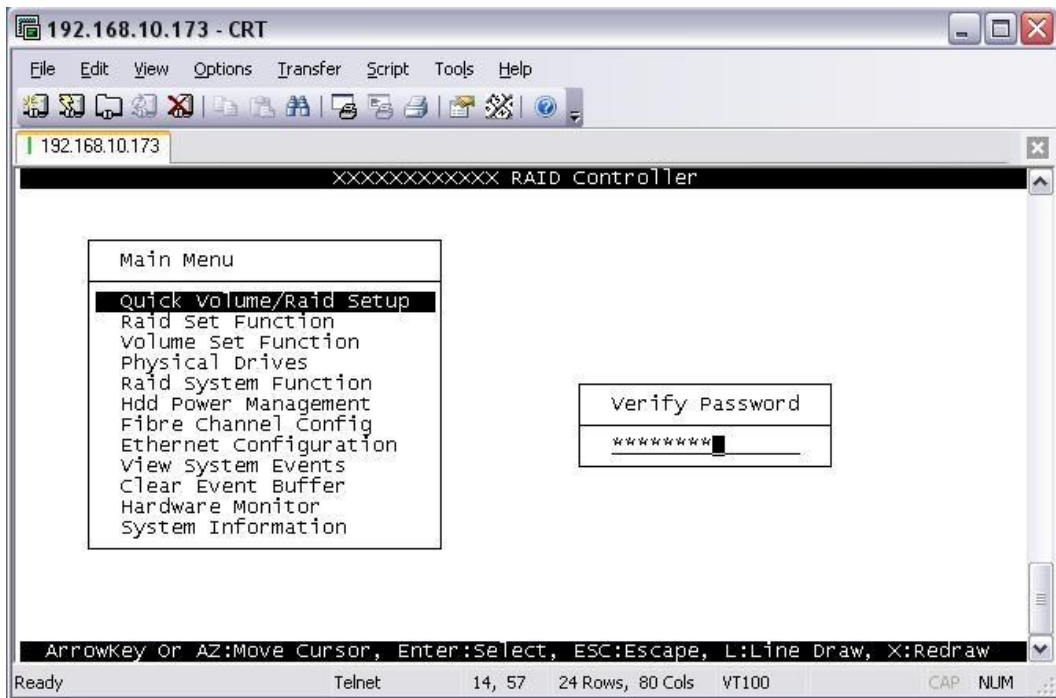 192.168.10.173 - CRT
File Edit View Options Transfer Script Tools Help
192.168.10.173
XXXXXXXXXXXX RAID Controller
Main Menu
Quick Volume/Raid Setup
Raid Set Function
Volume Set Function
Physical Drives
Raid System Function
Hdd Power Management
Fibre Channel Config
Ethernet Configuration
View System Events
Clear Event Buffer
Hardware Monitor
System Information
Verify Password
********
ArrowKey Or AZ:Move Cursor, Enter:Select, ESC:Escape, L:Line Draw, X:Redraw
Ready Telnet 14, 57 24 Rows, 80 Cols VT100 CAP NUM